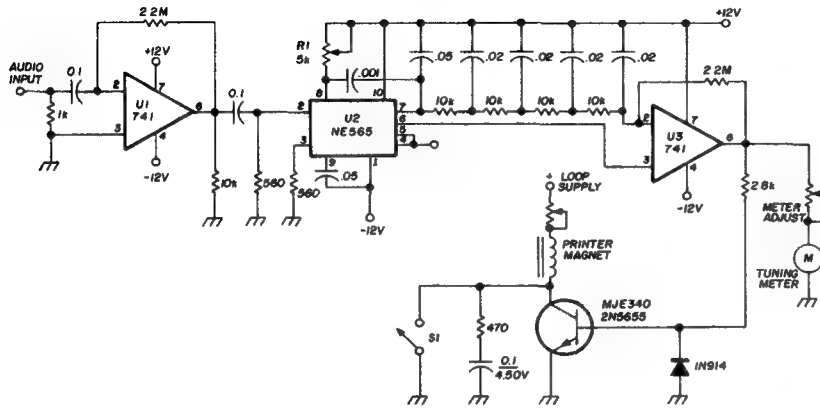 2.2M
+12V
AUDIO
INPUT
0.1
2
7
U1
741
6
3
4
1k
-12V
10k
0.1
560
560
R1
5k
.001
8
10
2
U2
NE565
7
6
5
4
3
9
1
.05
-12V
.05
.02
.02
.02
.02
10k
10k
10k
10k
+12V
2.2M
2
7
U3
741
6
3
4
-12V
2.8k
METER
ADJUST
M
TUNING
METER
+ LOOP
SUPPLY
PRINTER
MAGNET
MJE340
2N5655
S1
470
0.1
450V
1N914